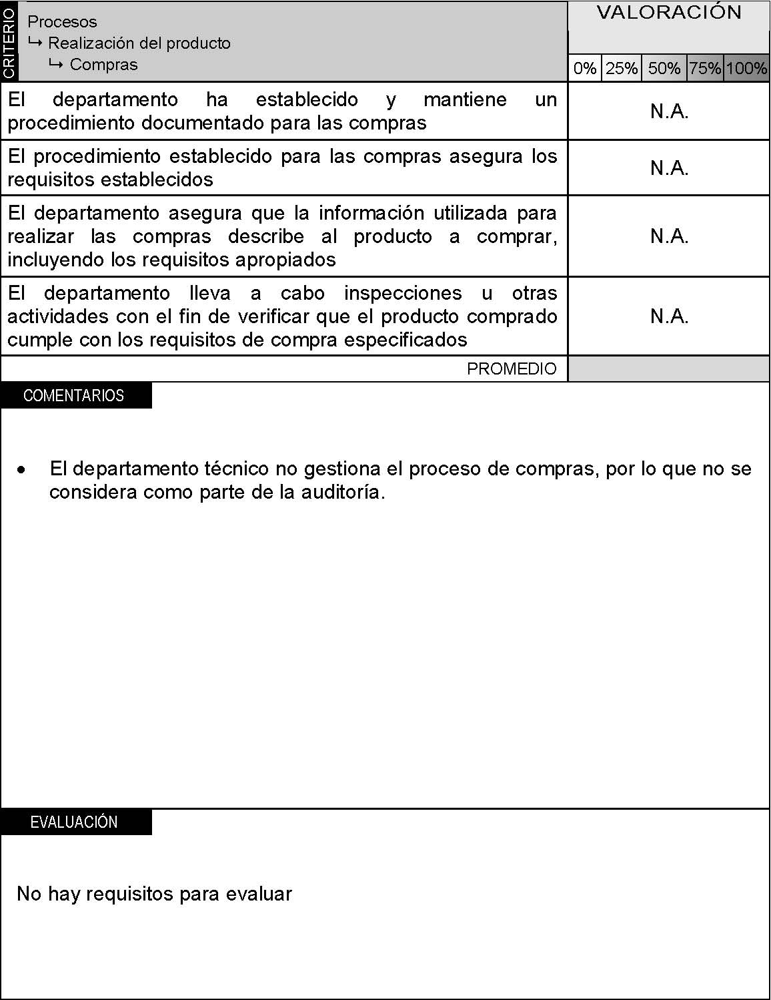 CRITERIO
Procesos
↳ Realización del producto
↳ Compras
VALORACIÓN
0% 25% 50% 75% 100%
El departamento ha establecido y mantiene un
procedimiento documentado para las compras
N.A.
El procedimiento establecido para las compras asegura los
requisitos establecidos
N.A.
El departamento asegura que la información utilizada para
realizar las compras describe al producto a comprar,
incluyendo los requisitos apropiados
N.A.
El departamento lleva a cabo inspecciones u otras
actividades con el fin de verificar que el producto comprado
cumple con los requisitos de compra especificados
N.A.
PROMEDIO
COMENTARIOS
• El departamento técnico no gestiona el proceso de compras, por lo que no se
considera como parte de la auditoría.
EVALUACIÓN
No hay requisitos para evaluar